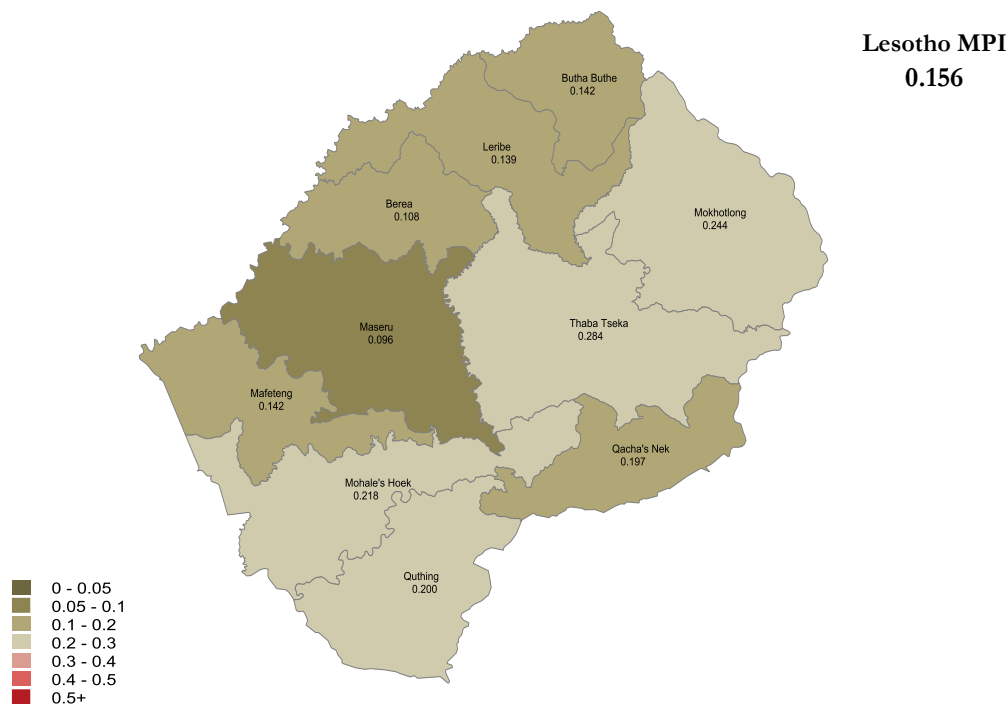 Lesotho MPI
0.156
Butha Buthe
0.142
Leribe
0.139
Berea
0.108
Mokhotlong
0.244
Maseru
0.096
Thaba Tseka
0.284
Mafeteng
0.142
Qacha's Nek
0.197
Mohale's Hoek
0.218
Quthing
0.200
0 - 0.05
0.05 - 0.1
0.1 - 0.2
0.2 - 0.3
0.3 - 0.4
0.4 - 0.5
0.5+